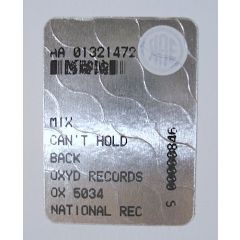 AA 01321472
MIX
CAN'T HOLD
BACK
OXYD RECORDS
OX 5034
NATIONAL REC
S 00000846